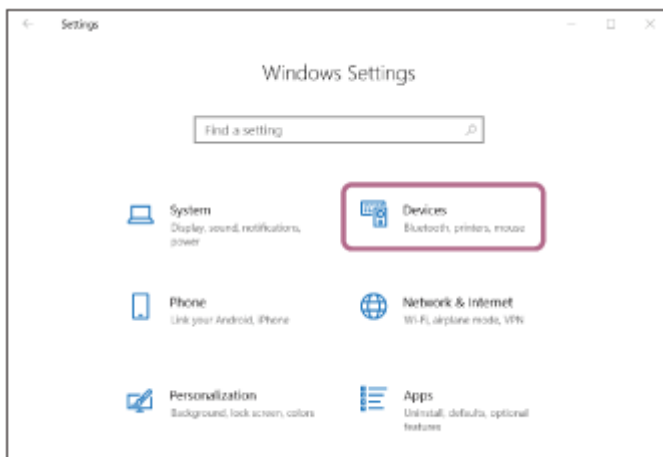 Settings
Windows Settings
Find a setting
System
Display, sound, notifications,
power
Devices
Bluetooth, printers, mouse
Phone
Link your Android, iPhone
Network & Internet
Wi-Fi, airplane mode, VPN
Personalization
Background, lock screen, colors
Apps
Uninstall, defaults, optional
features